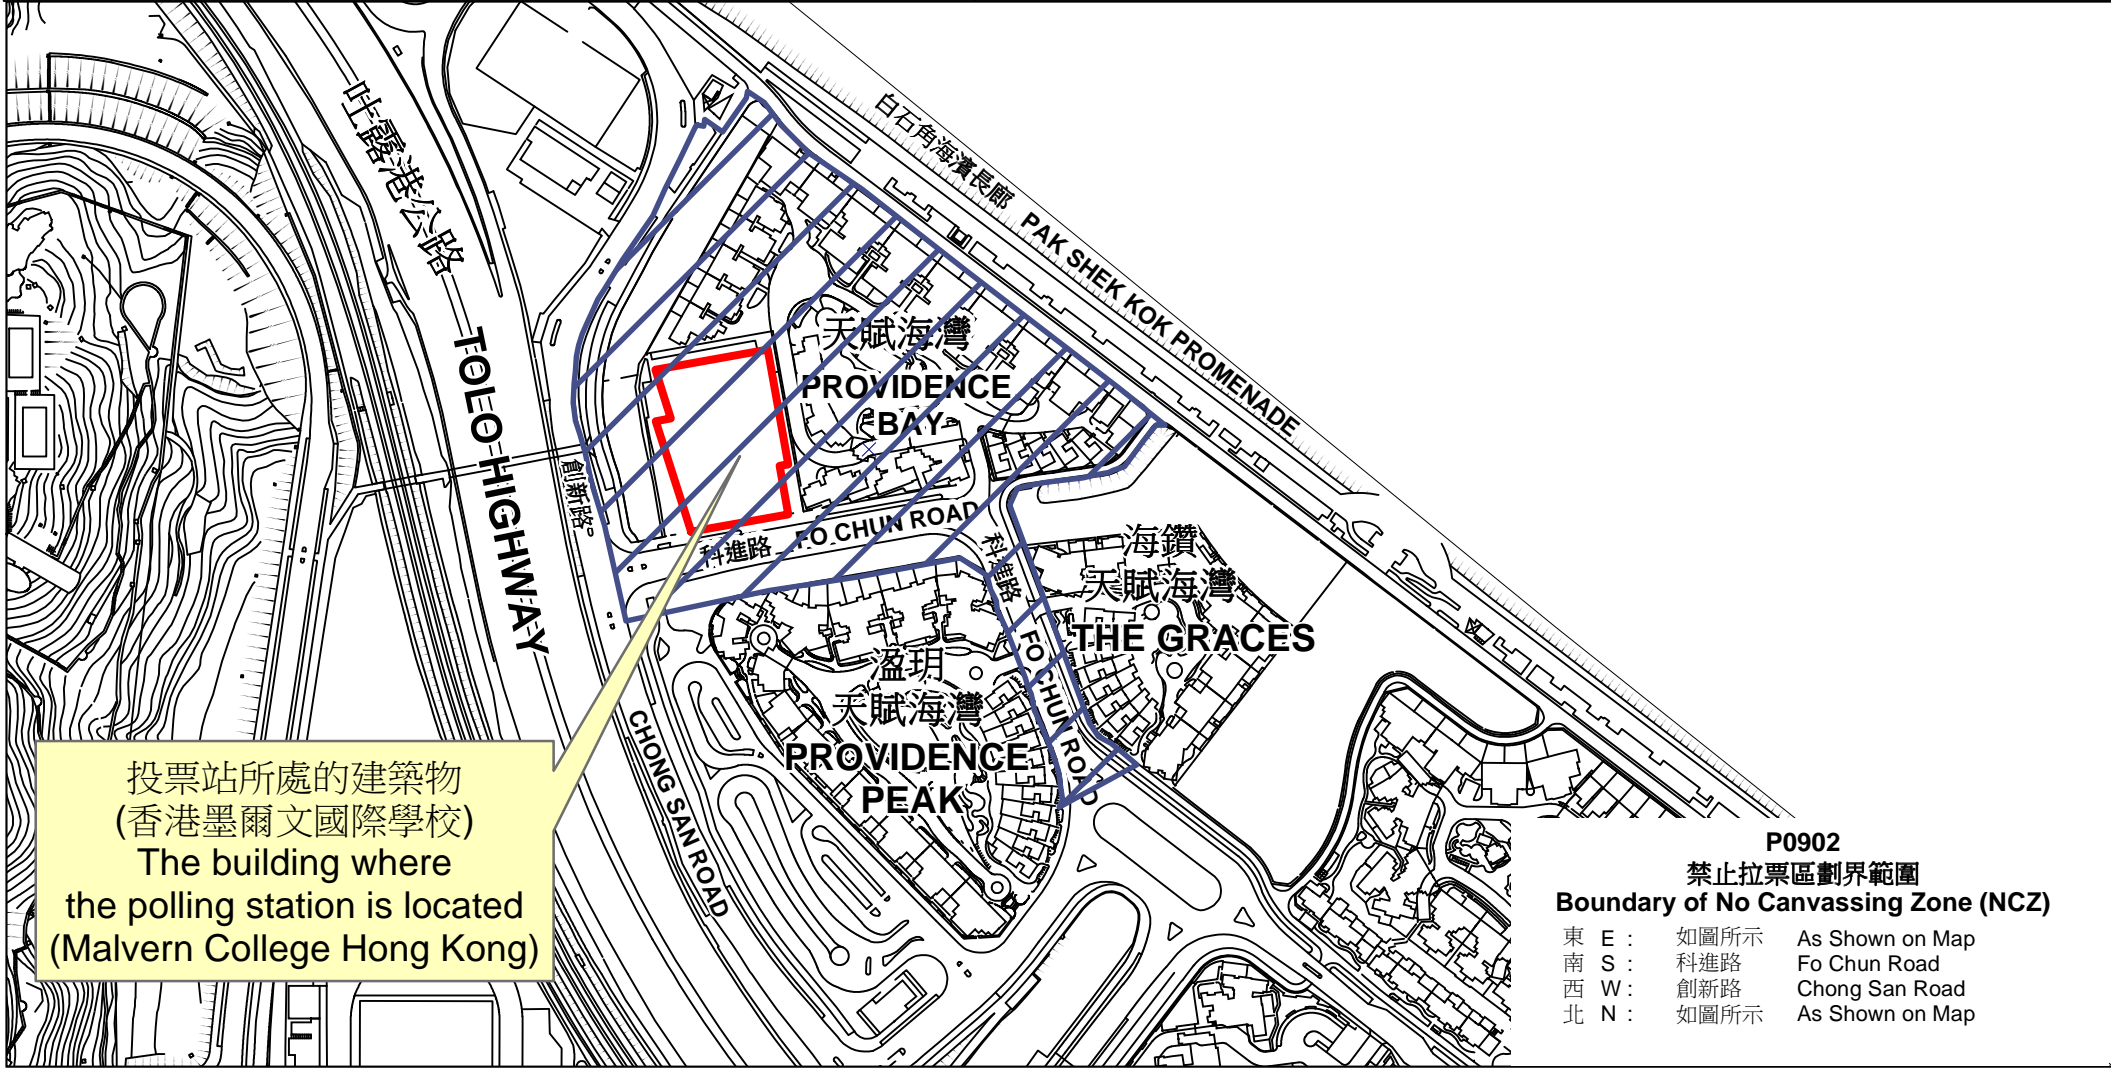 吐露港公路
TOLO HIGHWAY
白石角海濱長廊 PAK SHEK KOK PROMENADE
天賦海灣
PROVIDENCE
BAY
創新路
科進路 FO CHUN ROAD
科進路
FO CHUN ROAD
海鑽
天賦海灣
THE GRACES
溋玥
天賦海灣
PROVIDENCE
PEAK
CHONG SAN ROAD
投票站所處的建築物
(香港墨爾文國際學校)
The building where
the polling station is located
(Malvern College Hong Kong)
P0902
禁止拉票區劃界範圍
Boundary of No Canvassing Zone (NCZ)
東 E : 如圖所示 As Shown on Map
南 S : 科進路 Fo Chun Road
西 W : 創新路 Chong San Road
北 N : 如圖所示 As Shown on Map